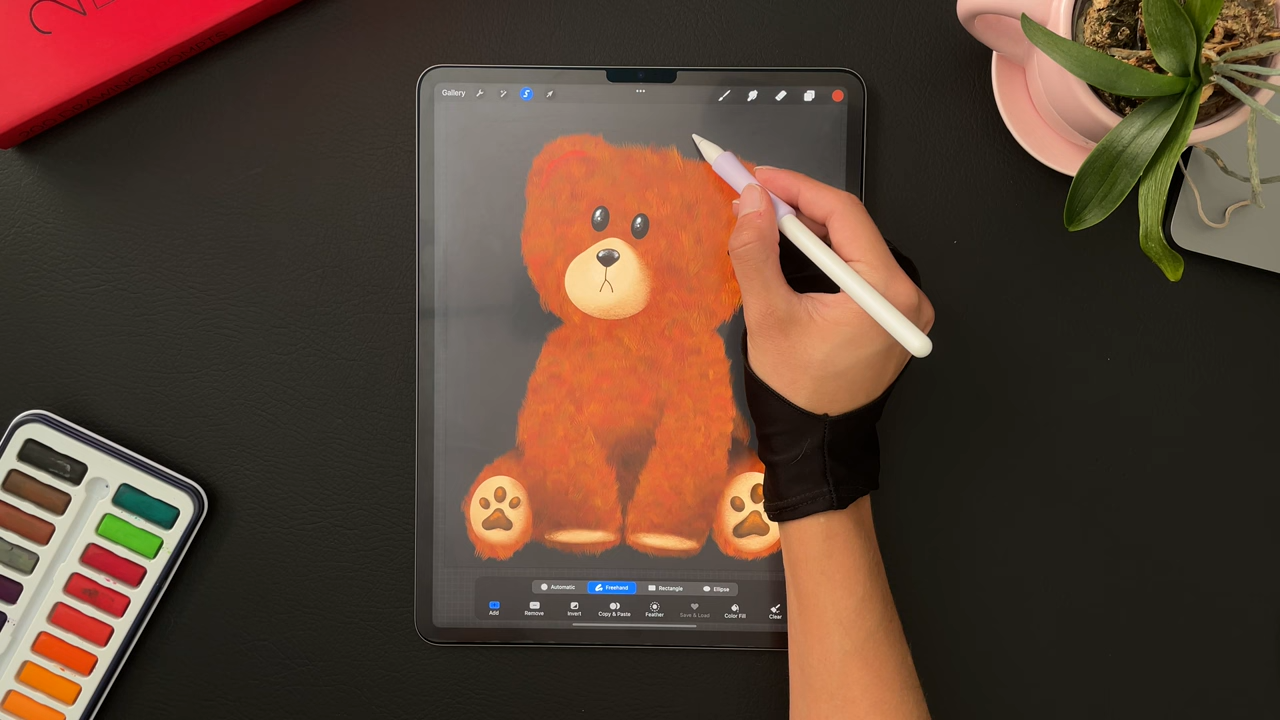 Gallery
Automatic Freehand Rectangle Ellipse
Add Remove Invert Copy & Paste Feather Save & Load Color Fill Clear